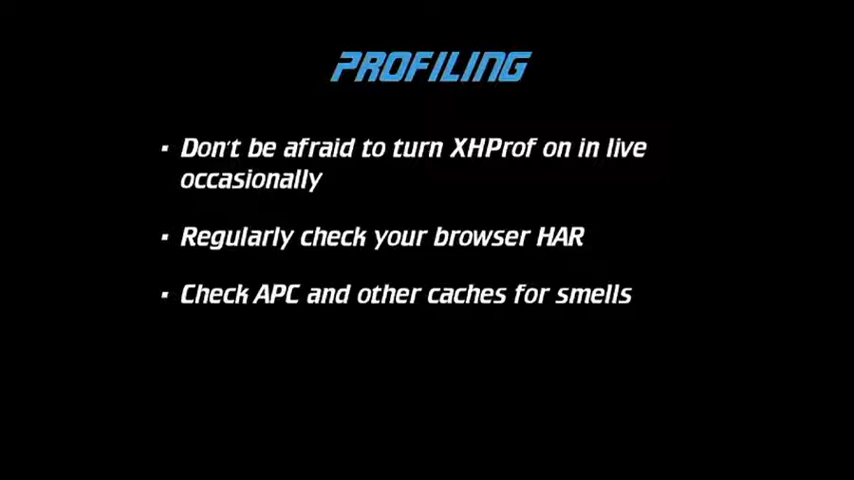 PROFILING
· Don't be afraid to turn XHProf on in live
occasionally
· Regularly check your browser HAR
· Check APC and other caches for smells